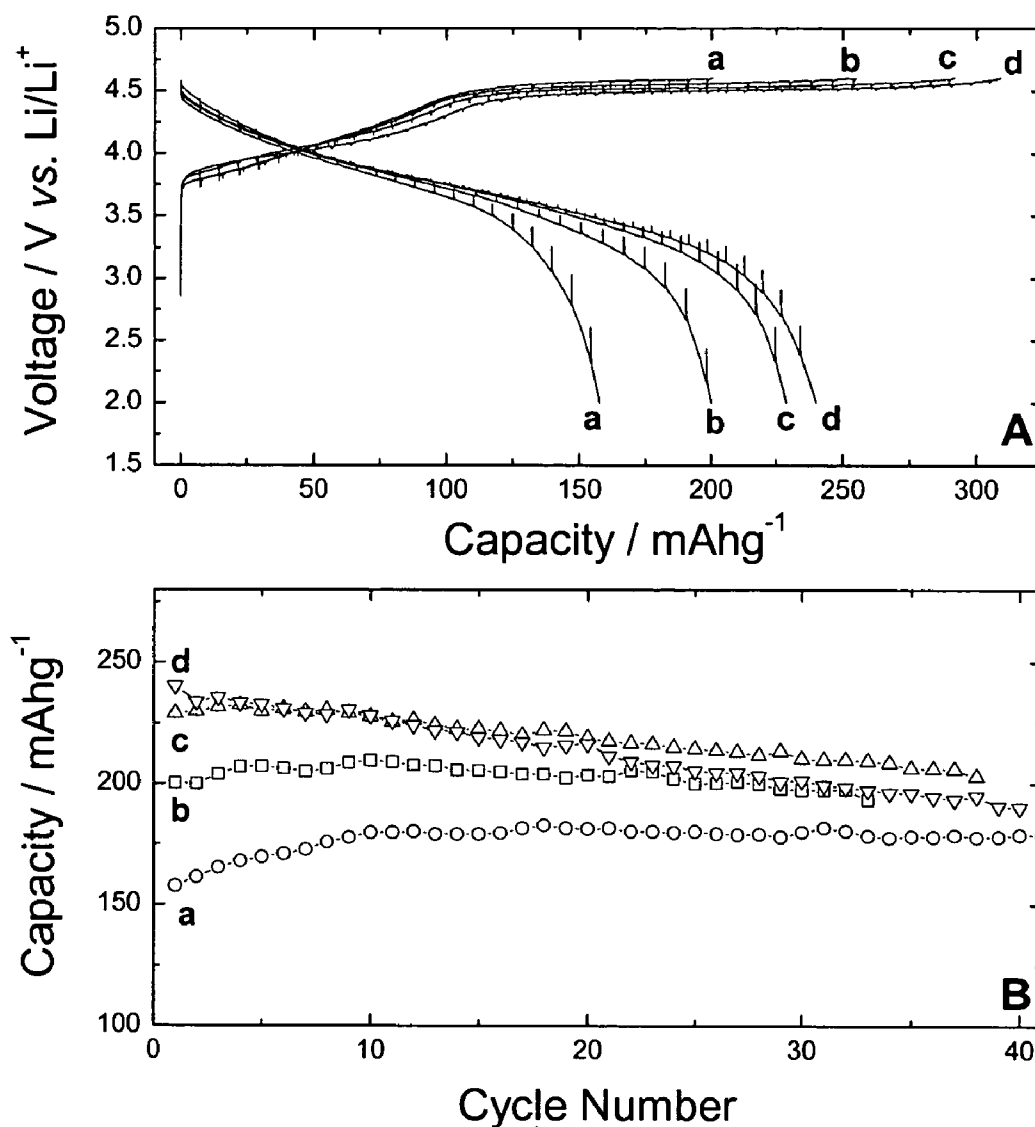 5.0
4.5
4.0
3.5
3.0
2.5
2.0
1.5
Voltage / V vs. Li/Li⁺
a b c d
a b c d
A
0 50 100 150 200 250 300
Capacity / mAhg⁻¹
250
200
150
100
Capacity / mAhg⁻¹
d
c
b
a
B
0 10 20 30 40
Cycle Number